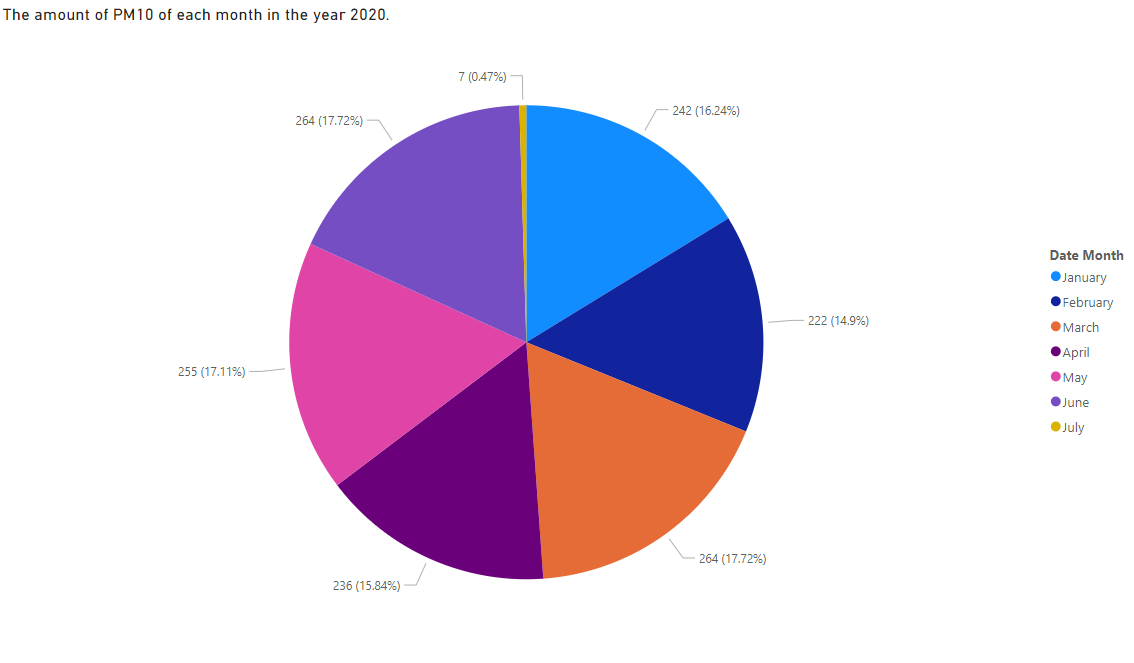 The amount of PM10 of each month in the year 2020.
7 (0.47%)
242 (16.24%)
264 (17.72%)
222 (14.9%)
255 (17.11%)
264 (17.72%)
236 (15.84%)
Date Month
January
February
March
April
May
June
July